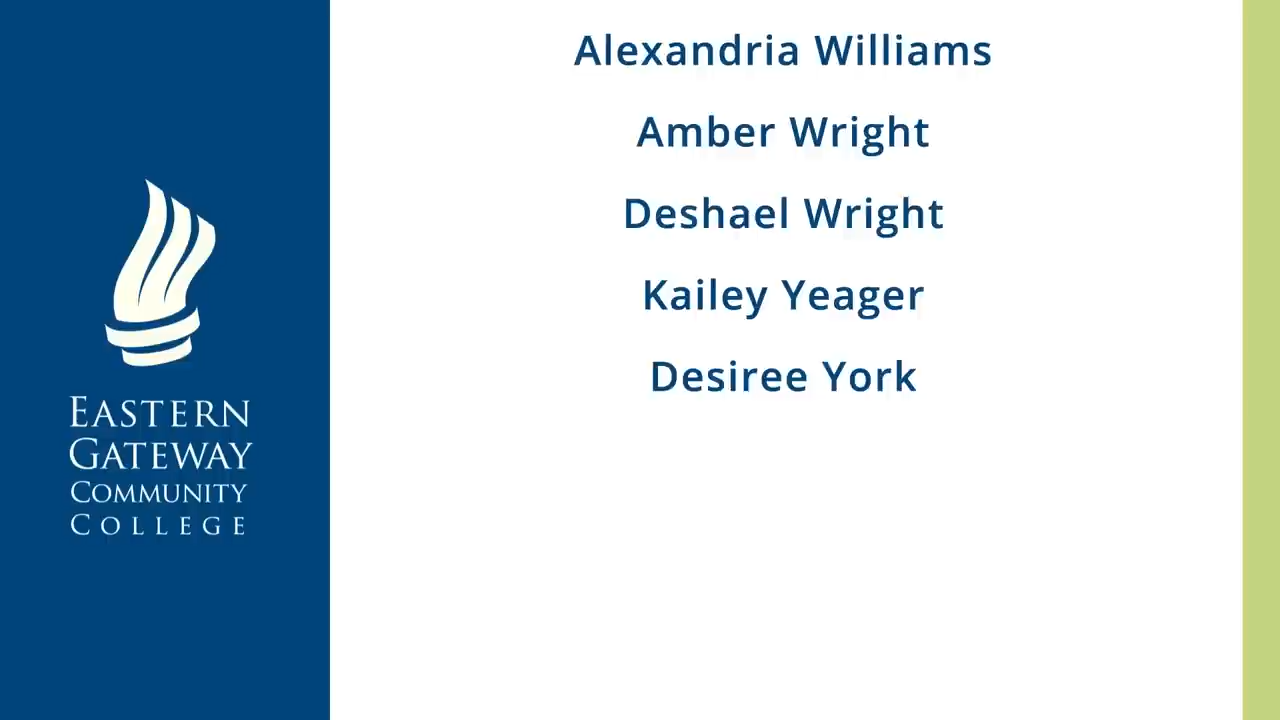 EASTERN
GATEWAY
COMMUNITY
COLLEGE
Alexandria Williams
Amber Wright
Deshael Wright
Kailey Yeager
Desiree York